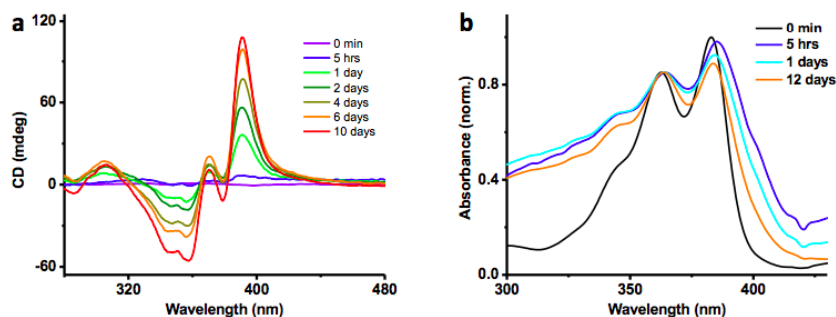 a
120
60
0
-60
CD (mdeg)
320
400
480
Wavelength (nm)
0 min
5 hrs
1 day
2 days
4 days
6 days
10 days
b
0.8
0.4
0.0
Absorbance (norm.)
300
350
400
Wavelength (nm)
0 min
5 hrs
1 days
12 days